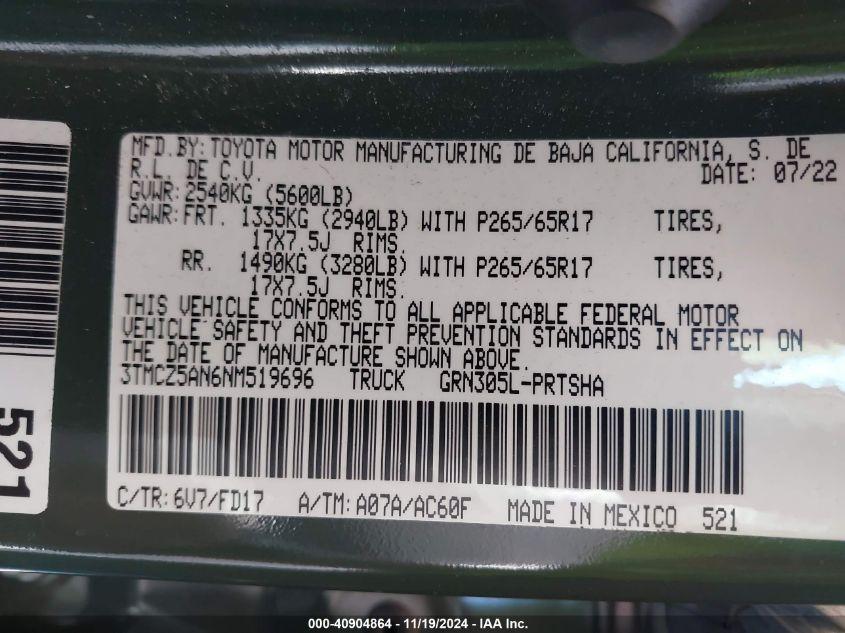 MFD.BY:TOYOTA MOTOR MANUFACTURING DE BAJA CALIFORNIA, S. DE
R.L. DE C.V. DATE: 07/22
GVWR:2540KG (5600LB)
GAWR:FRT. 1335KG (2940LB) WITH P265/65R17 TIRES,
17X7.5J RIMS.
RR. 1490KG (3280LB) WITH P265/65R17 TIRES,
17X7.5J RIMS.
THIS VEHICLE CONFORMS TO ALL APPLICABLE FEDERAL MOTOR
VEHICLE SAFETY AND THEFT PREVENTION STANDARDS IN EFFECT ON
THE DATE OF MANUFACTURE SHOWN ABOVE.
3TMCZ5AN6NM519696 TRUCK GRN305L-PRTSHA
C/TR:6V7/FD17 A/TM:A07A/AC60F MADE IN MEXICO 521
521
000-40904864 - 11/19/2024 - IAA Inc.